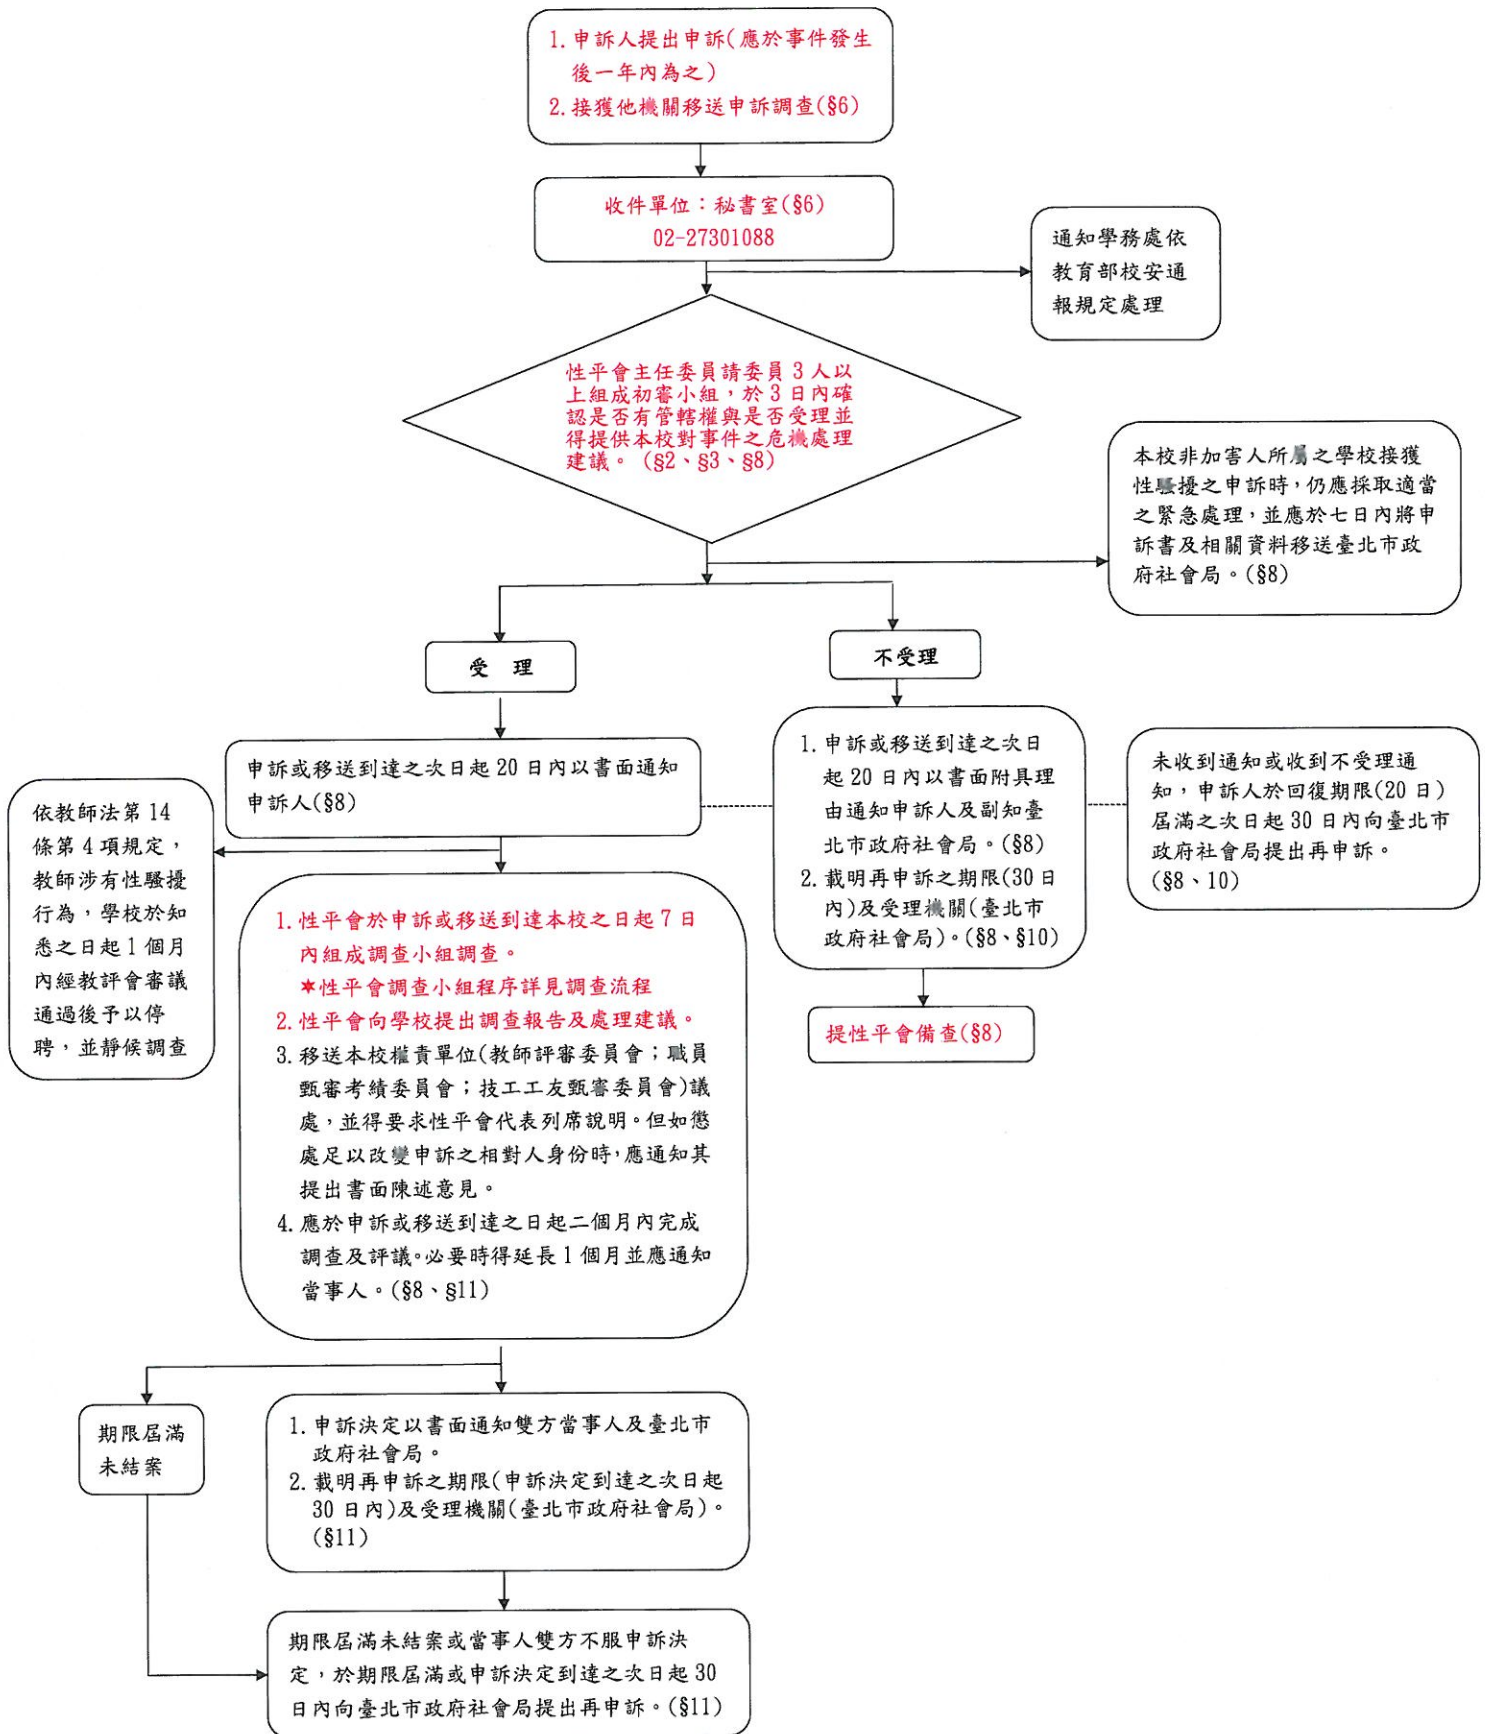 1. 申訴人提出申訴(應於事件發生
後一年內為之)
2. 接獲他機關移送申訴調查(§6)
收件單位：秘書室(§6)
02-27301088
通知學務處依
教育部校安通
報規定處理
性平會主任委員請委員 3 人以
上組成初審小組，於 3 日內確
認是否有管轄權與是否受理並
得提供本校對事件之危機處理
建議。 (§2、§3、§8)
本校非加害人所屬之學校接獲
性騷擾之申訴時，仍應採取適當
之緊急處理，並應於七日內將申
訴書及相關資料移送臺北市政
府社會局。(§8)
受 理
不受理
申訴或移送到達之次日起 20 日內以書面通知
申訴人(§8)
1. 申訴或移送到達之次日
起 20 日內以書面附具理
由通知申訴人及副知臺
北市政府社會局。(§8)
2. 載明再申訴之期限(30 日
內)及受理機關(臺北市
政府社會局)。(§8、§10)
未收到通知或收到不受理通
知，申訴人於回復期限(20 日)
屆滿之次日起 30 日內向臺北市
政府社會局提出再申訴。
(§8、10)
依教師法第 14
條第 4 項規定，
教師涉有性騷擾
行為，學校於知
悉之日起 1 個月
內經教評會審議
通過後予以停
聘，並靜候調查
1. 性平會於申訴或移送到達本校之日起 7 日
內組成調查小組調查。
＊性平會調查小組程序詳見調查流程
2. 性平會向學校提出調查報告及處理建議。
3. 移送本校權責單位(教師評審委員會；職員
甄審考績委員會；技工工友甄審委員會)議
處，並得要求性平會代表列席說明。但如懲
處足以改變申訴之相對人身份時，應通知其
提出書面陳述意見。
4. 應於申訴或移送到達之日起二個月內完成
調查及評議。必要時得延長 1 個月並應通知
當事人。(§8、§11)
提性平會備查(§8)
期限屆滿
未結案
1. 申訴決定以書面通知雙方當事人及臺北市
政府社會局。
2. 載明再申訴之期限(申訴決定到達之次日起
30 日內)及受理機關(臺北市政府社會局)。
(§11)
期限屆滿未結案或當事人雙方不服申訴決
定，於期限屆滿或申訴決定到達之次日起 30
日內向臺北市政府社會局提出再申訴。(§11)